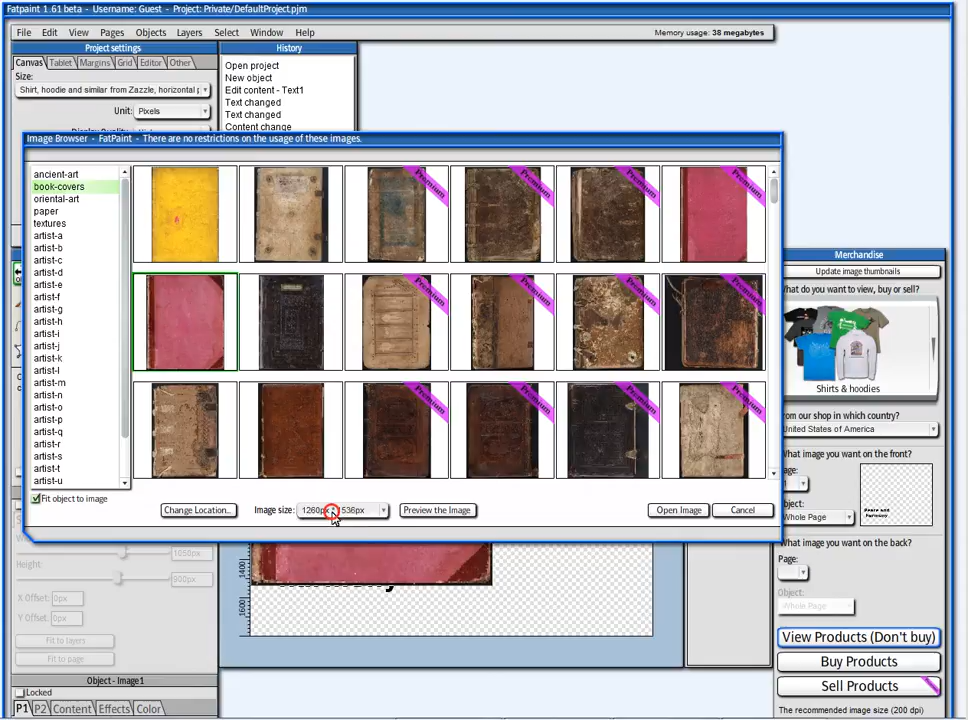 Fatpaint 1.61 beta - Username: Guest - Project: Private/DefaultProject.pjm
File Edit View Pages Objects Layers Select Window Help Memory usage: 38 megabytes
Project settings
History
Canvas Tablet Margins Grid Editor Other
Size:
Shirt, hoodie and similar from Zazzle, horizontal
Unit: Pixels
Open project
New object
Edit content - Text1
Text changed
Text changed
Content change
Image Browser - FatPaint - There are no restrictions on the usage of these images.
ancient-art
book-covers
oriental-art
paper
textures
artist-a
artist-b
artist-c
artist-d
artist-e
artist-f
artist-g
artist-h
artist-i
artist-j
artist-k
artist-l
artist-m
artist-n
artist-o
artist-p
artist-q
artist-r
artist-s
artist-t
artist-u
Premium
Premium
Premium
Premium
Premium
Premium
Premium
Premium
Premium
Premium
Premium
Fit object to image
Change Location...
Image size: 1260px 1536px
Preview the Image
Open Image
Cancel
Merchandise
Update image thumbnails
What do you want to view, buy or sell?
Shirts & hoodies
From our shop in which country?
United States of America
What image you want on the front?
Page:
1
Whole Page
Peace and
Harmony
What image you want on the back?
Page:
Object:
Whole Page
View Products (Don't buy)
Buy Products
Sell Products
The recommended image size (200 dpi)
1050px
Height:
900px
X Offset: 0px
Y Offset: 0px
Fit to layers
Fit to page
Object - Image1
Locked
P1 P2 Content Effects Color
1400
1600